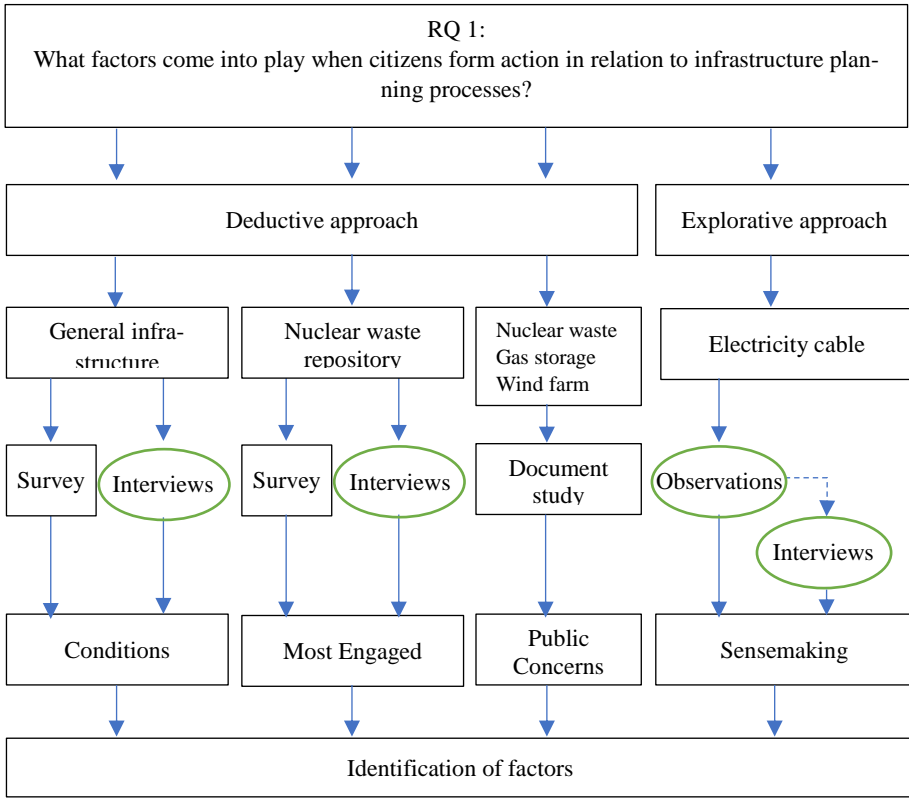 RQ 1:
What factors come into play when citizens form action in relation to infrastructure plan-
ning processes?
Deductive approach
Explorative approach
General infra-
structure
Nuclear waste
repository
Nuclear waste
Gas storage
Wind farm
Electricity cable
Survey
Interviews
Survey
Interviews
Document
study
Observations
Interviews
Conditions
Most Engaged
Public
Concerns
Sensemaking
Identification of factors